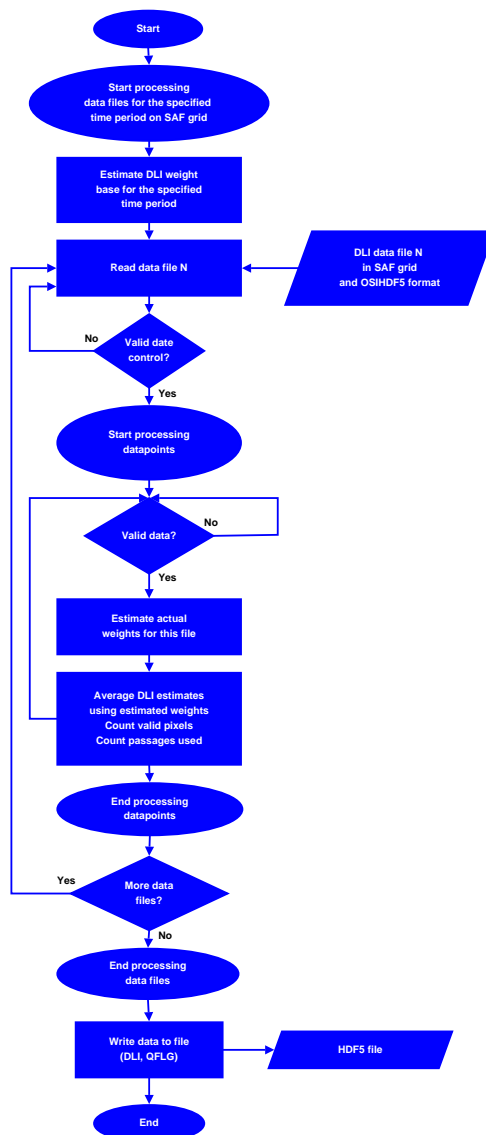 Start
Start processing
data files for the specified
time period on SAF grid
Estimate DLI weight
base for the specified
time period
Read data file N
DLI data file N
in SAF grid
and OSIHDF5 format
No
Valid date
control?
Yes
Start processing
datapoints
Valid data?
No
Yes
Estimate actual
weights for this file
Average DLI estimates
using estimated weights
Count valid pixels
Count passages used
End processing
datapoints
Yes
More data
files?
No
End processing
data files
Write data to file
(DLI, QFLG)
HDF5 file
End